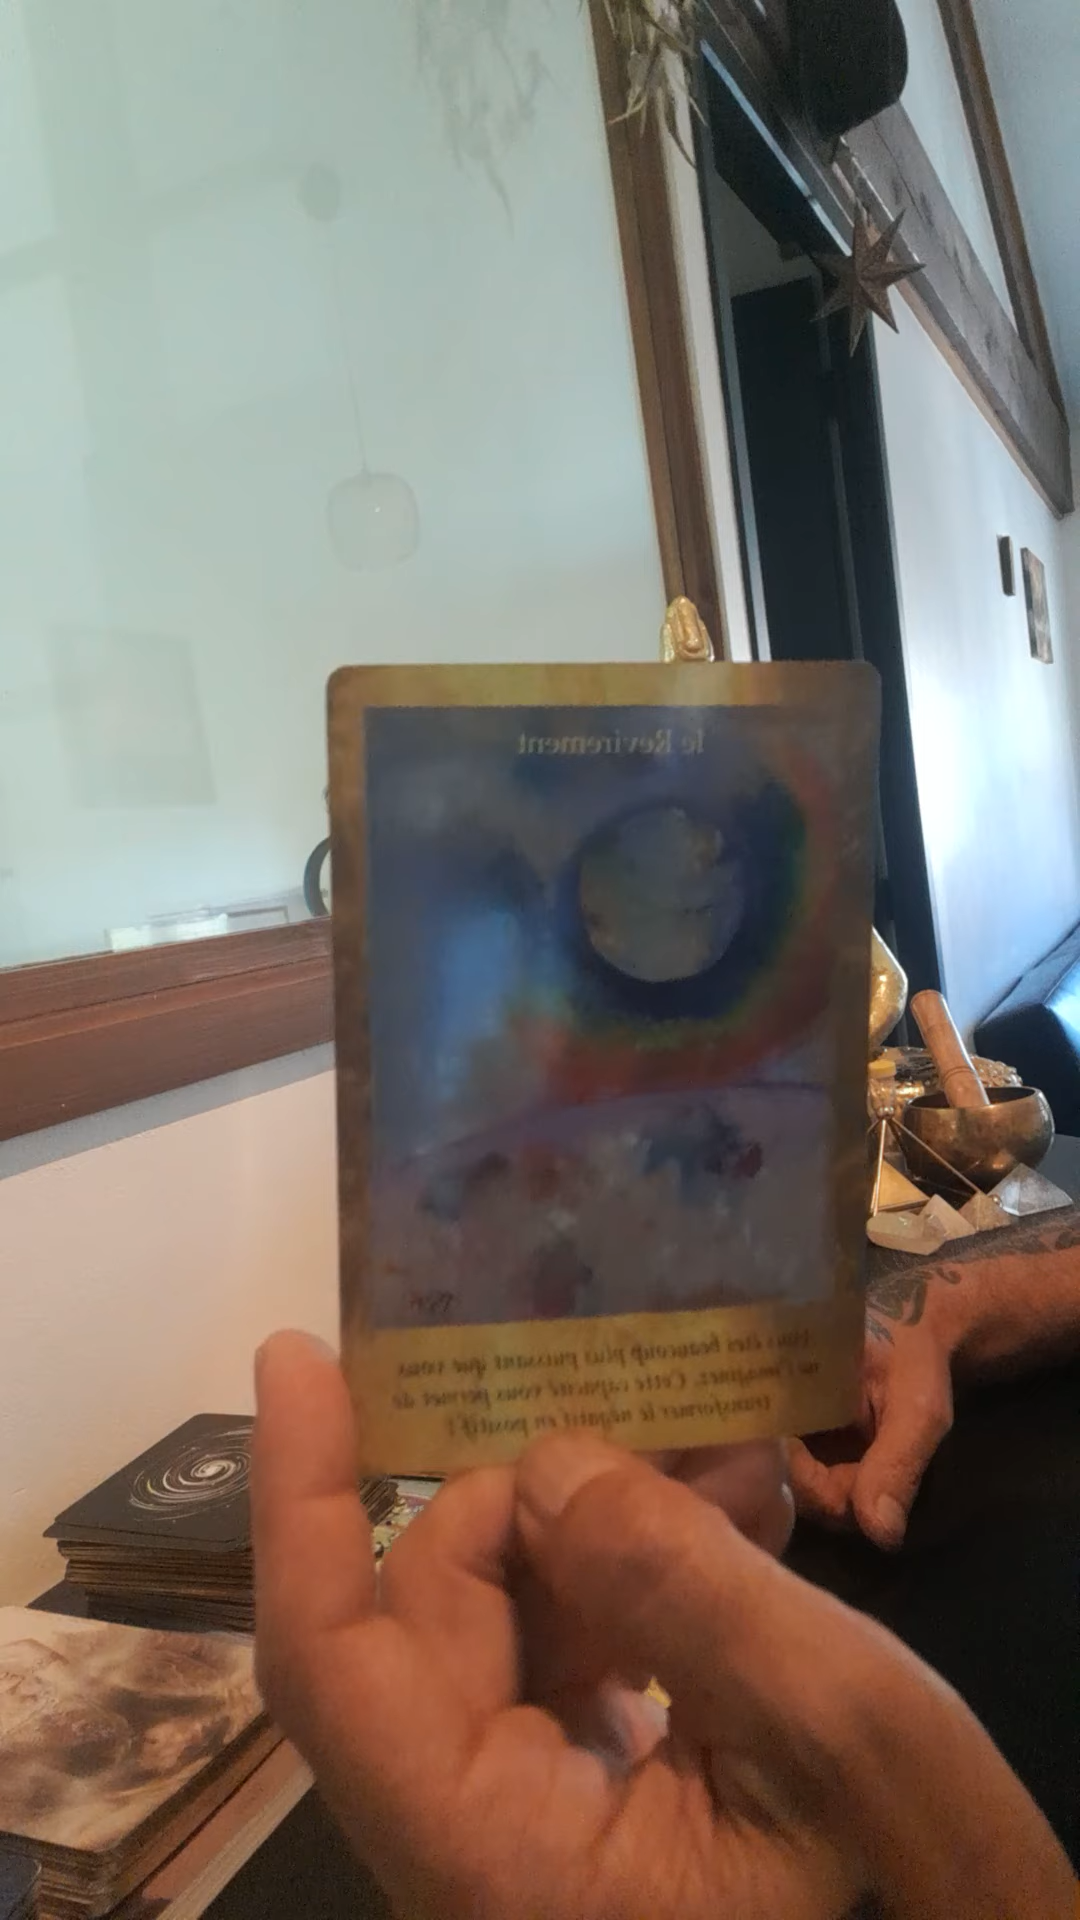 le Revirement
Vous êtes beaucoup plus puissant que vous
ne l'imaginez. Cette capacité vous permet de
transformer le négatif en positif !